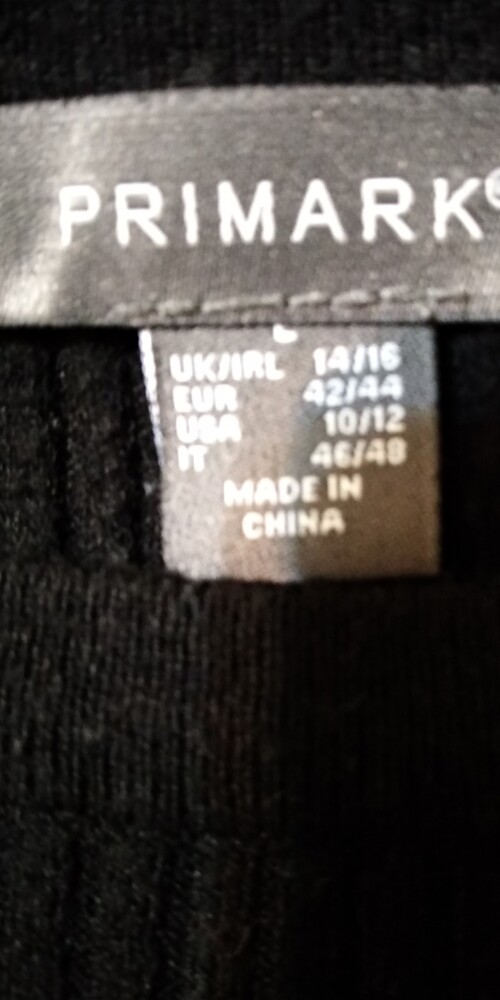 PRIMARK®
L
UK/IRL 14/16
EUR 42/44
USA 10/12
IT 46/48
MADE IN
CHINA